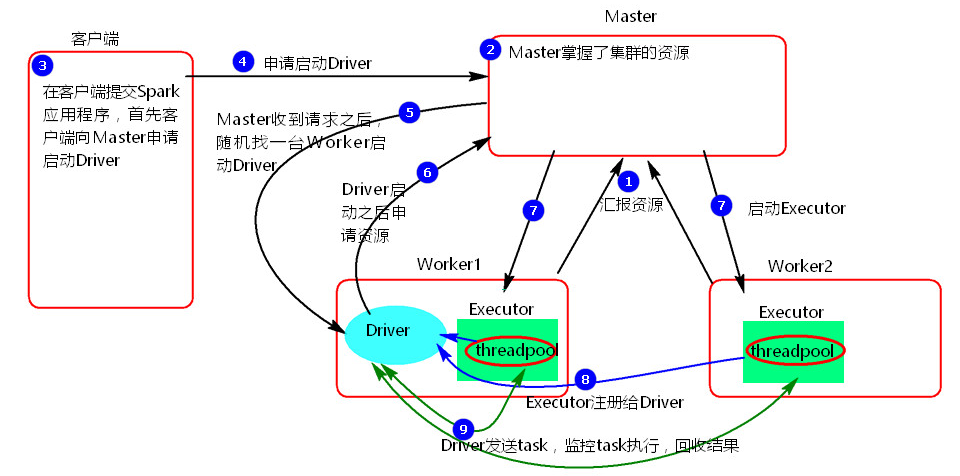 Master
客户端
3
在客户端提交Spark
应用程序，首先客
户端向Master申请
启动Driver
4
申请启动Driver
2
Master掌握了集群的资源
5
Master收到请求之后，
随机找一台Worker启
动Driver
6
Driver启
动之后申
请资源
7
1
汇报资源
7
启动Executor
Worker1
Driver
Executor
threadpool
Worker2
Executor
threadpool
8
Executor注册给Driver
9
Driver发送task，监控task执行，回收结果